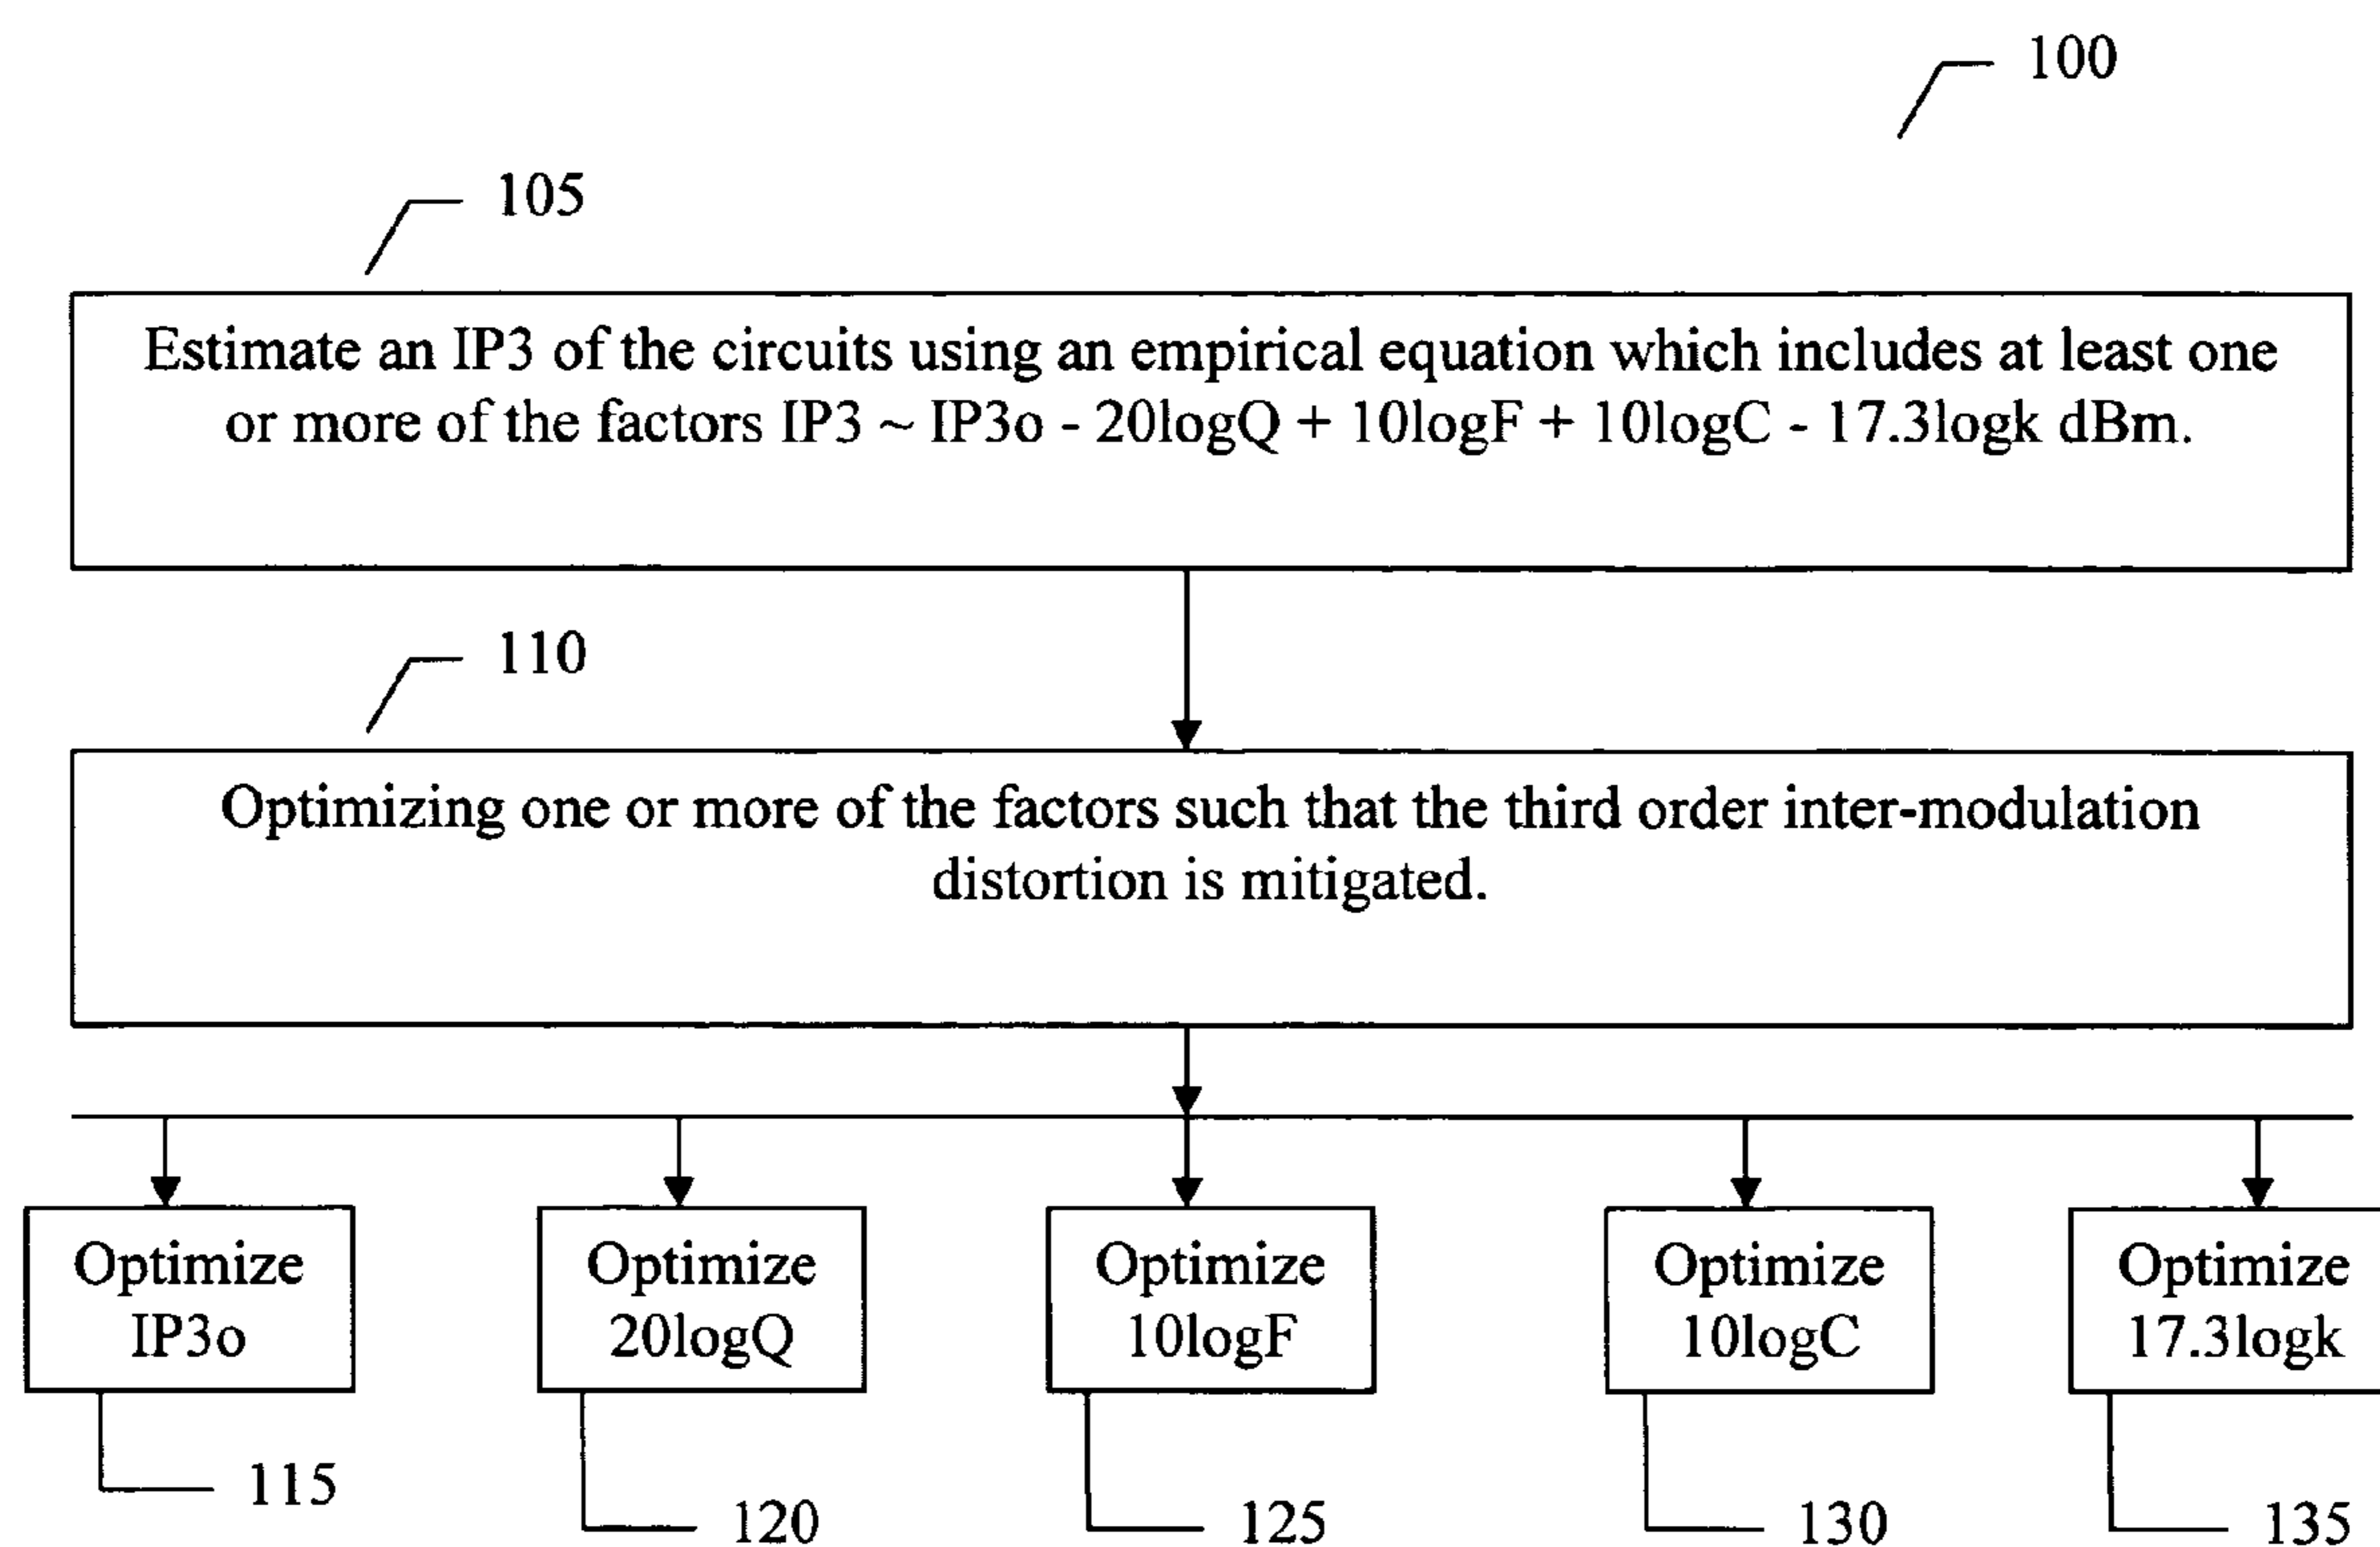 100
105
Estimate an IP3 of the circuits using an empirical equation which includes at least one
or more of the factors IP3 ~ IP3o - 20logQ + 10logF + 10logC - 17.3logk dBm.
110
Optimizing one or more of the factors such that the third order inter-modulation
distortion is mitigated.
Optimize
IP3o
Optimize
20logQ
Optimize
10logF
Optimize
10logC
Optimize
17.3logk
115
120
125
130
135